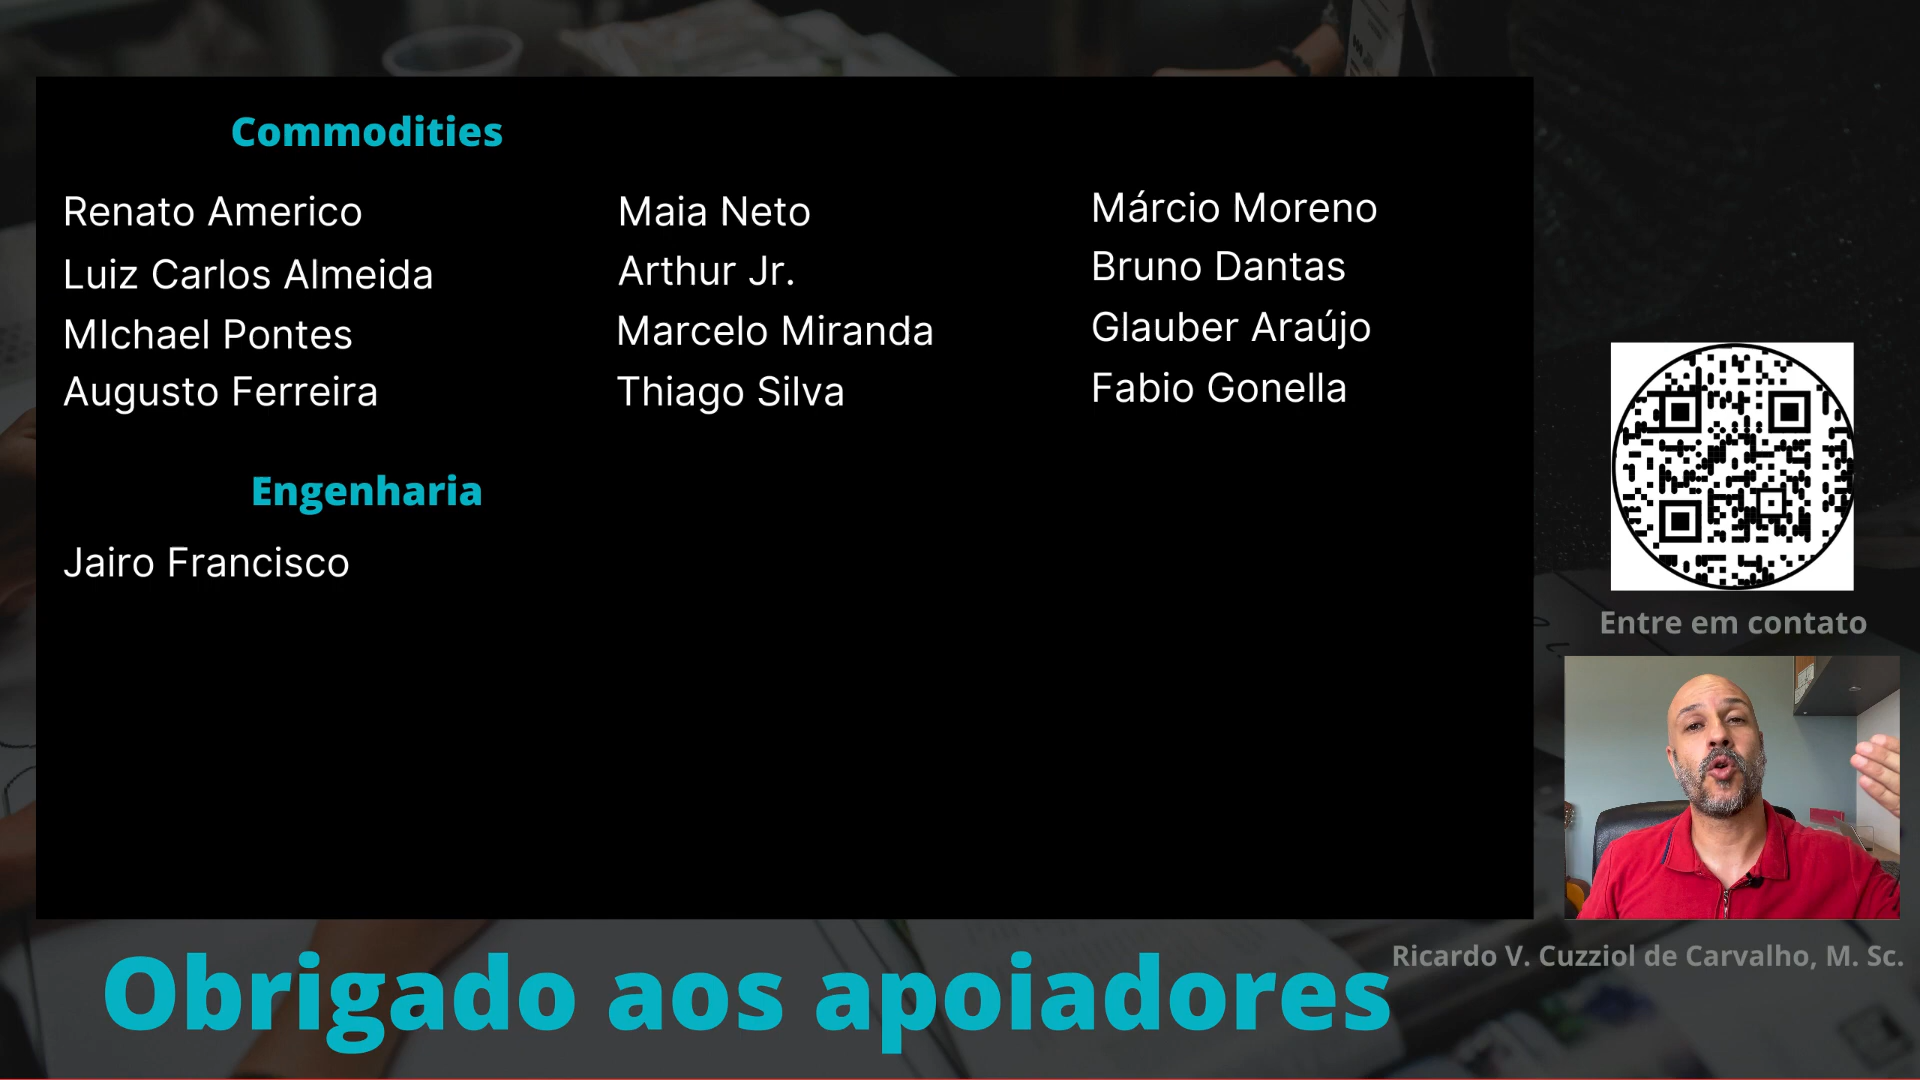 Commodities
Renato Americo
Luiz Carlos Almeida
MIchael Pontes
Augusto Ferreira
Maia Neto
Arthur Jr.
Marcelo Miranda
Thiago Silva
Márcio Moreno
Bruno Dantas
Glauber Araújo
Fabio Gonella
Engenharia
Jairo Francisco
Entre em contato
Ricardo V. Cuzziol de Carvalho, M. Sc.
Obrigado aos apoiadores